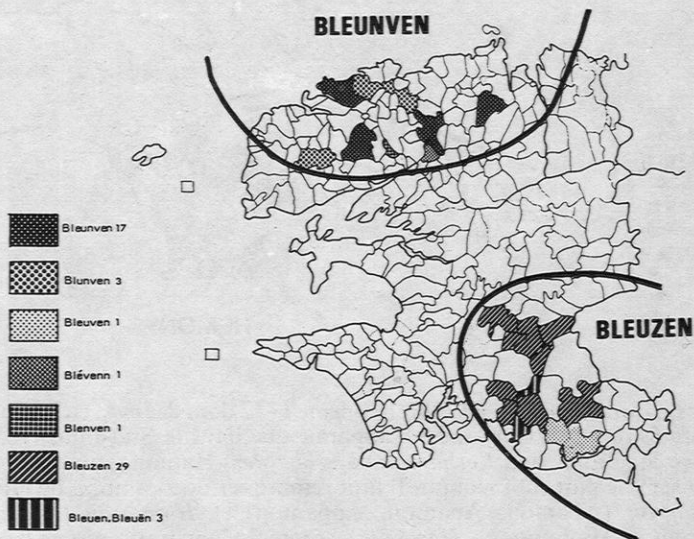 BLEUNVEN
Bleunven 17
Blunven 3
Bleuven 1
Blévenn 1
Blenven 1
Bleuzen 29
Bleuen.Bleuën 3
BLEUZEN